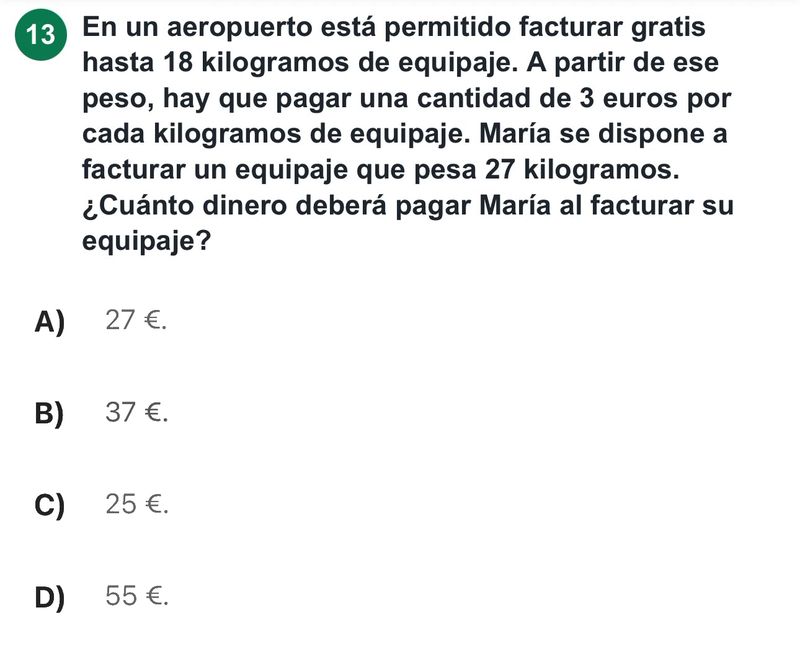 13 En un aeropuerto está permitido facturar gratis
hasta 18 kilogramos de equipaje. A partir de ese
peso, hay que pagar una cantidad de 3 euros por
cada kilogramos de equipaje. María se dispone a
facturar un equipaje que pesa 27 kilogramos.
¿Cuánto dinero deberá pagar María al facturar su
equipaje?
A) 27 €.
B) 37 €.
C) 25 €.
D) 55 €.